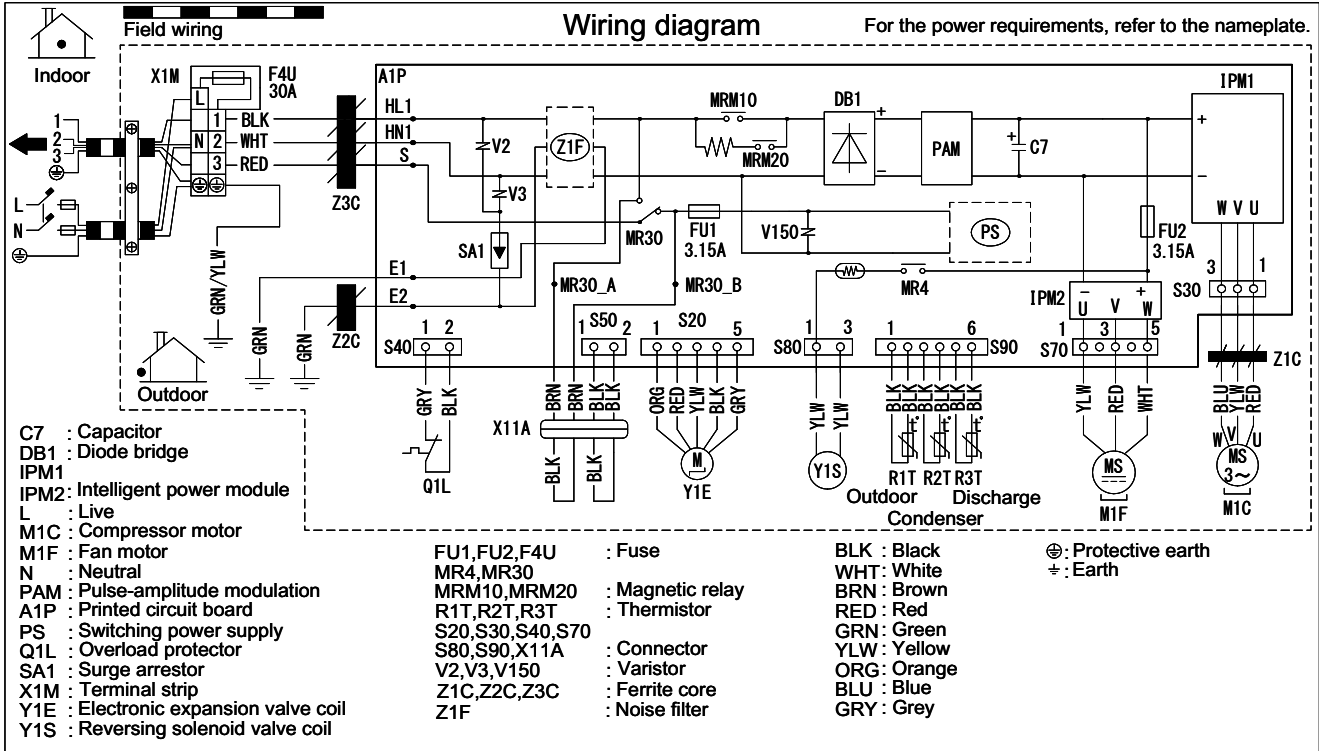 Field wiring
Wiring diagram
For the power requirements, refer to the nameplate.
Indoor
X1M
F4U
30A
L
1 BLK
N 2 WHT
3 RED
1
2
3
L
N
GRN/YLW
Outdoor
Z3C
Z2C
GRN
GRN
A1P
HL1
HN1
S
E1
E2
V2
V3
SA1
Z1F
MRM10
MRM20
DB1
+
-
PAM
+
C7
IPM1
+
-
W V U
MR30
FU1
3.15A
V150
PS
FU2
3.15A
MR30_A
MR30_B
MR4
IPM2
- +
U V W
3 1
S30
S40
1 2
S50
1 2
S20
1 5
S80
1 3
S90
1 6
S70
1 3 5
Z1C
GRY
BLK
BRN
BRN
BLK
BLK
ORG
RED
YLW
BLK
GRY
YLW
YLW
BLK
BLK
BLK
BLK
BLK
BLK
YLW
RED
WHT
BLU
YLW
RED
Q1L
X11A
BLK
BLK
M
Y1E
Y1S
t°
t°
t°
R1T R2T R3T
Outdoor
Discharge
Condenser
MS
M1F
W V U
MS
3~
M1C
C7 : Capacitor
DB1 : Diode bridge
IPM1
IPM2: Intelligent power module
L : Live
M1C : Compressor motor
M1F : Fan motor
N : Neutral
PAM : Pulse-amplitude modulation
A1P : Printed circuit board
PS : Switching power supply
Q1L : Overload protector
SA1 : Surge arrestor
X1M : Terminal strip
Y1E : Electronic expansion valve coil
Y1S : Reversing solenoid valve coil
FU1,FU2,F4U : Fuse
MR4,MR30
MRM10,MRM20 : Magnetic relay
R1T,R2T,R3T : Thermistor
S20,S30,S40,S70
S80,S90,X11A : Connector
V2,V3,V150 : Varistor
Z1C,Z2C,Z3C : Ferrite core
Z1F : Noise filter
BLK : Black
WHT: White
BRN : Brown
RED : Red
GRN : Green
YLW : Yellow
ORG: Orange
BLU : Blue
GRY : Grey
: Protective earth
: Earth